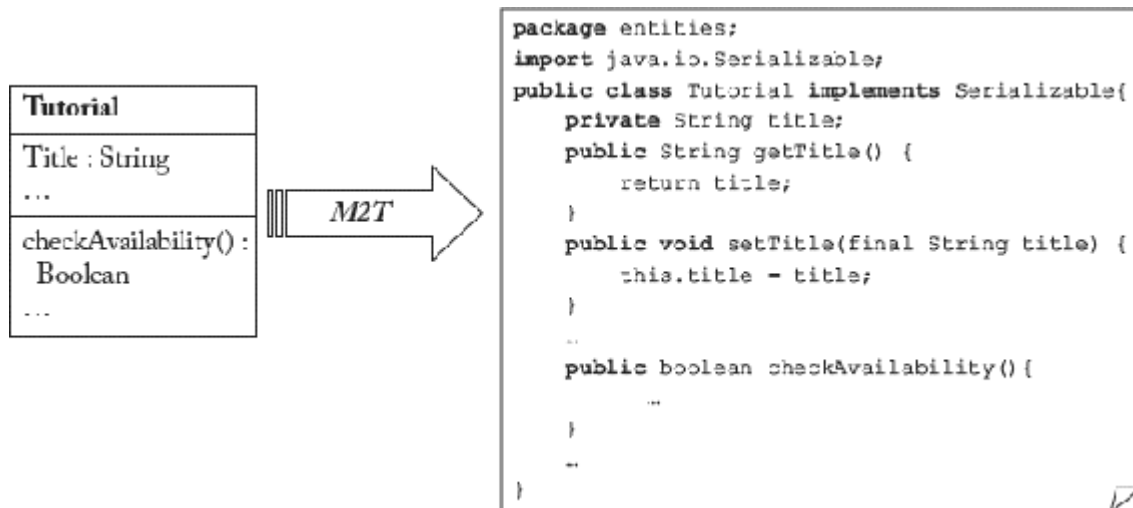 Tutorial
Title : String
...
checkAvailability() :
Boolean
...
M2T
package entities;
import java.io.Serializable;
public class Tutorial implements Serializable{
private String title;
public String getTitle() {
return title;
}
public void setTitle(final String title) {
this.title = title;
}
…
public boolean checkAvailability(){
…
}
…
}